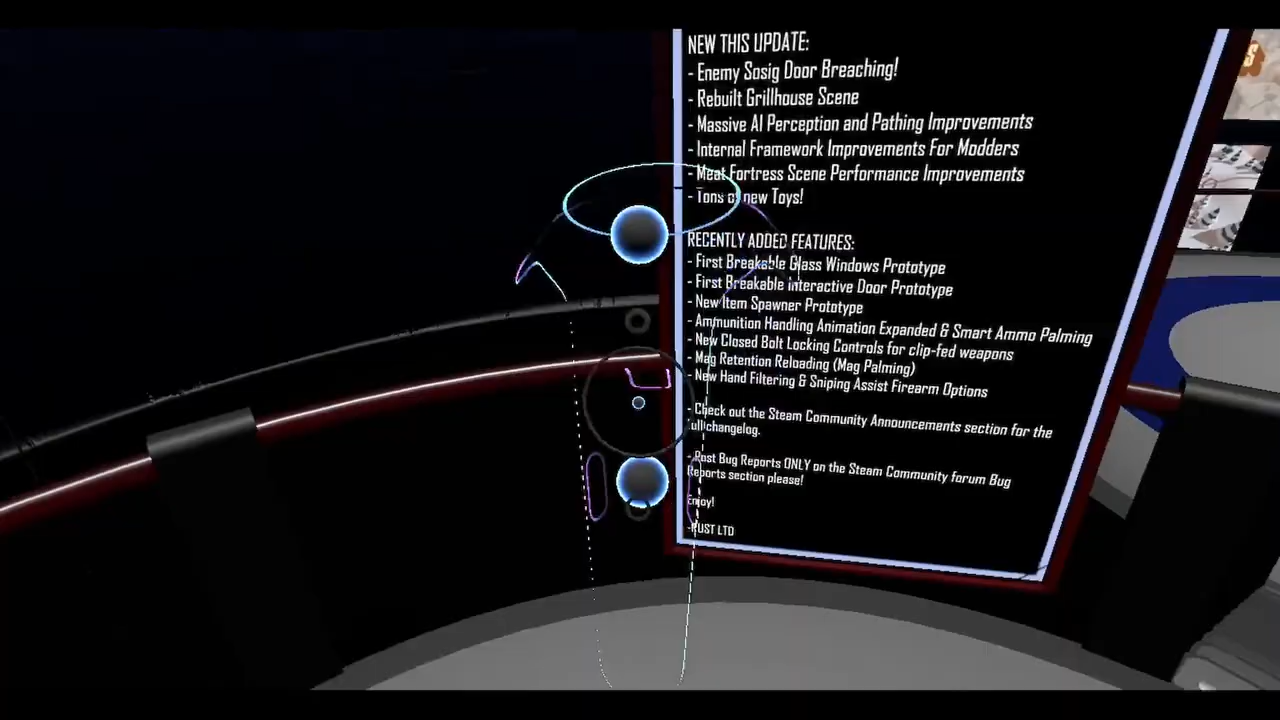 NEW THIS UPDATE:
- Enemy Sosig Door Breaching!
- Rebuilt Grillhouse Scene
- Massive AI Perception and Pathing Improvements
- Internal Framework Improvements For Modders
- Meat Fortress Scene Performance Improvements
- Tons of new Toys!
RECENTLY ADDED FEATURES:
- First Breakable Glass Windows Prototype
- First Breakable Interactive Door Prototype
- New Item Spawner Prototype
- Ammunition Handling Animation Expanded & Smart Ammo Palming
- New Closed Bolt Locking Controls for clip-fed weapons
- Mag Retention Reloading (Mag Palming)
- New Hand Filtering & Sniping Assist Firearm Options
- Check out the Steam Community Announcements section for the
full changelog.
- Post Bug Reports ONLY on the Steam Community forum Bug
Reports section please!
Enjoy!
-RUST LTD